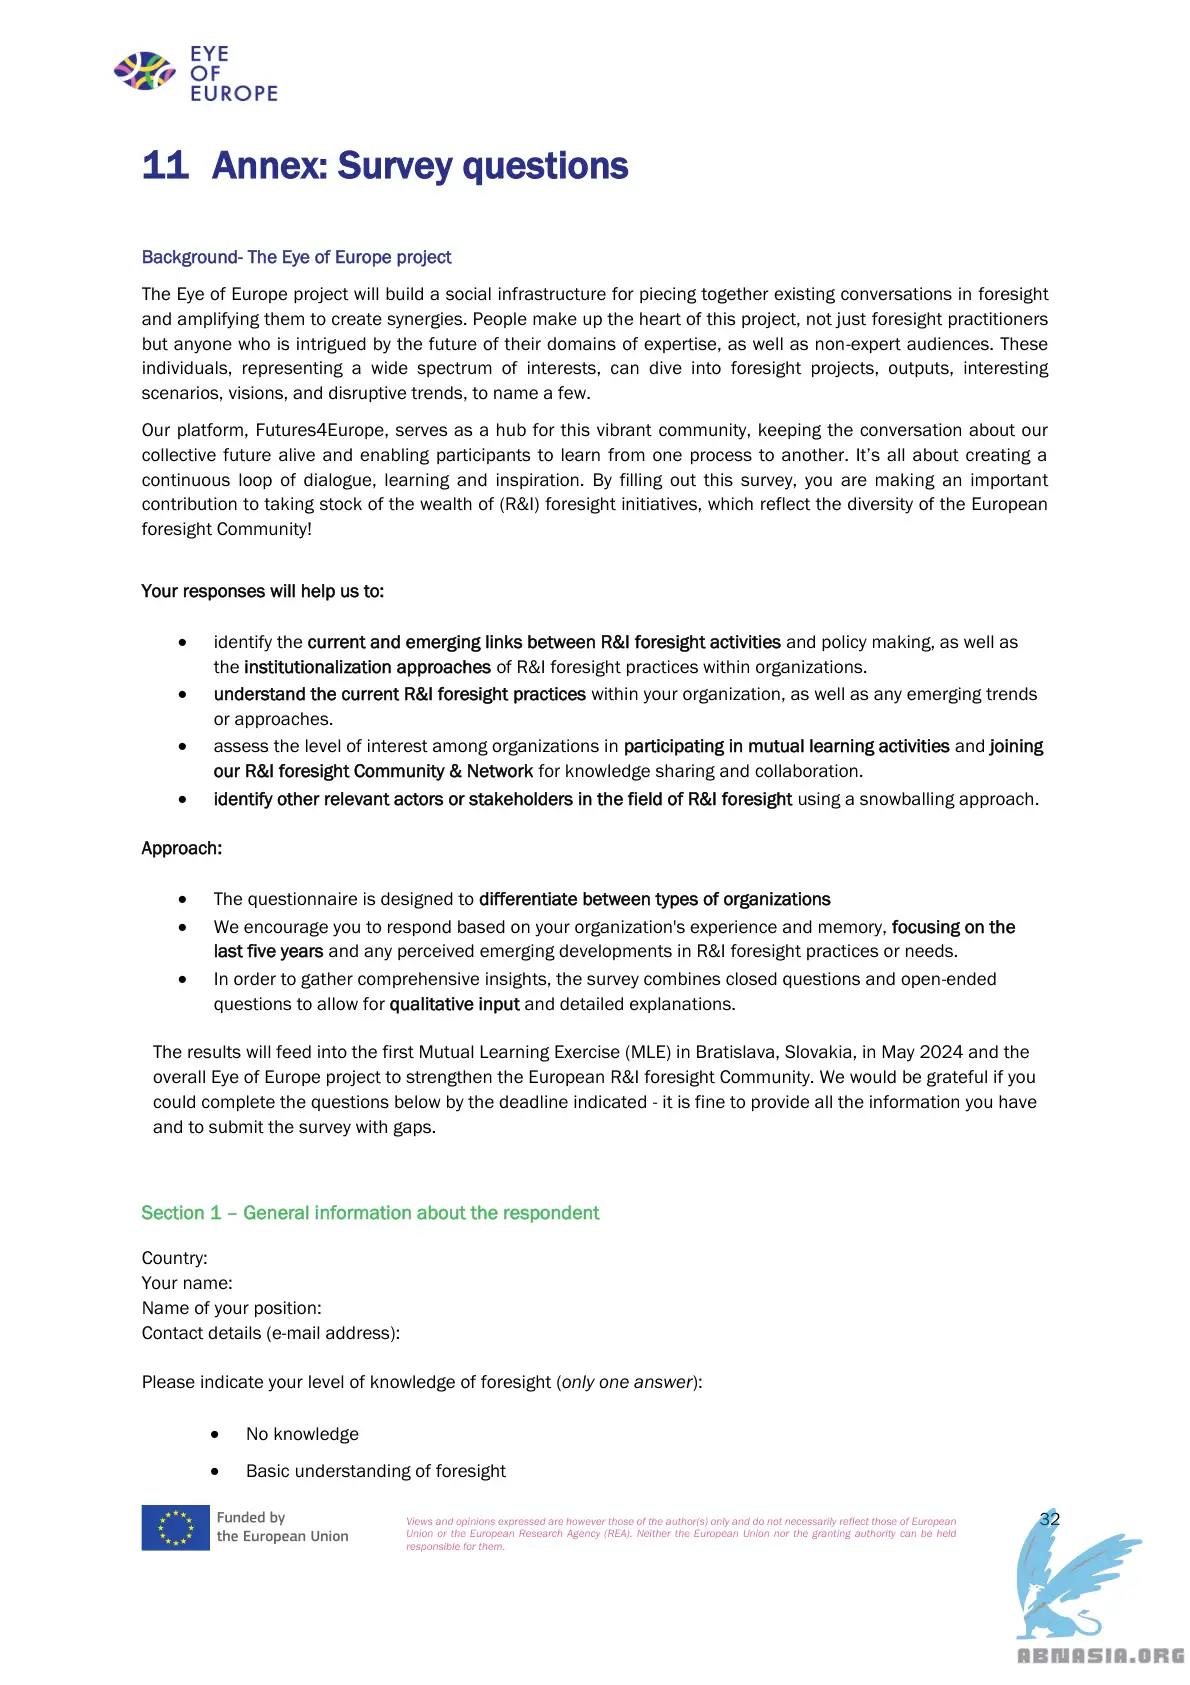 EYE
OF
EUROPE
11 Annex: Survey questions
Background- The Eye of Europe project
The Eye of Europe project will build a social infrastructure for piecing together existing conversations in foresight
and amplifying them to create synergies. People make up the heart of this project, not just foresight practitioners
but anyone who is intrigued by the future of their domains of expertise, as well as non-expert audiences. These
individuals, representing a wide spectrum of interests, can dive into foresight projects, outputs, interesting
scenarios, visions, and disruptive trends, to name a few.
Our platform, Futures4Europe, serves as a hub for this vibrant community, keeping the conversation about our
collective future alive and enabling participants to learn from one process to another. It’s all about creating a
continuous loop of dialogue, learning and inspiration. By filling out this survey, you are making an important
contribution to taking stock of the wealth of (R&I) foresight initiatives, which reflect the diversity of the European
foresight Community!
Your responses will help us to:
• identify the current and emerging links between R&I foresight activities and policy making, as well as
the institutionalization approaches of R&I foresight practices within organizations.
• understand the current R&I foresight practices within your organization, as well as any emerging trends
or approaches.
• assess the level of interest among organizations in participating in mutual learning activities and joining
our R&I foresight Community & Network for knowledge sharing and collaboration.
• identify other relevant actors or stakeholders in the field of R&I foresight using a snowballing approach.
Approach:
• The questionnaire is designed to differentiate between types of organizations
• We encourage you to respond based on your organization's experience and memory, focusing on the
last five years and any perceived emerging developments in R&I foresight practices or needs.
• In order to gather comprehensive insights, the survey combines closed questions and open-ended
questions to allow for qualitative input and detailed explanations.
The results will feed into the first Mutual Learning Exercise (MLE) in Bratislava, Slovakia, in May 2024 and the
overall Eye of Europe project to strengthen the European R&I foresight Community. We would be grateful if you
could complete the questions below by the deadline indicated - it is fine to provide all the information you have
and to submit the survey with gaps.
Section 1 – General information about the respondent
Country:
Your name:
Name of your position:
Contact details (e-mail address):
Please indicate your level of knowledge of foresight (only one answer):
• No knowledge
• Basic understanding of foresight
Funded by
the European Union
Views and opinions expressed are however those of the author(s) only and do not necessarily reflect those of European
Union or the European Research Agency (REA). Neither the European Union nor the granting authority can be held
responsible for them.
32
ABNASIA.ORG